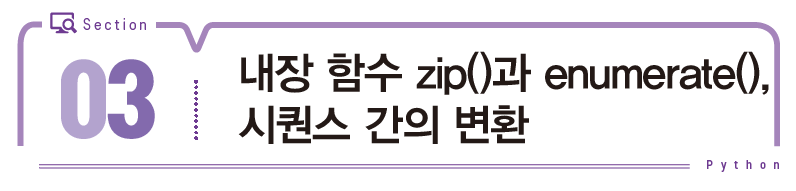 Section
03
내장 함수 zip()과 enumerate(),
시퀀스 간의 변환
Python